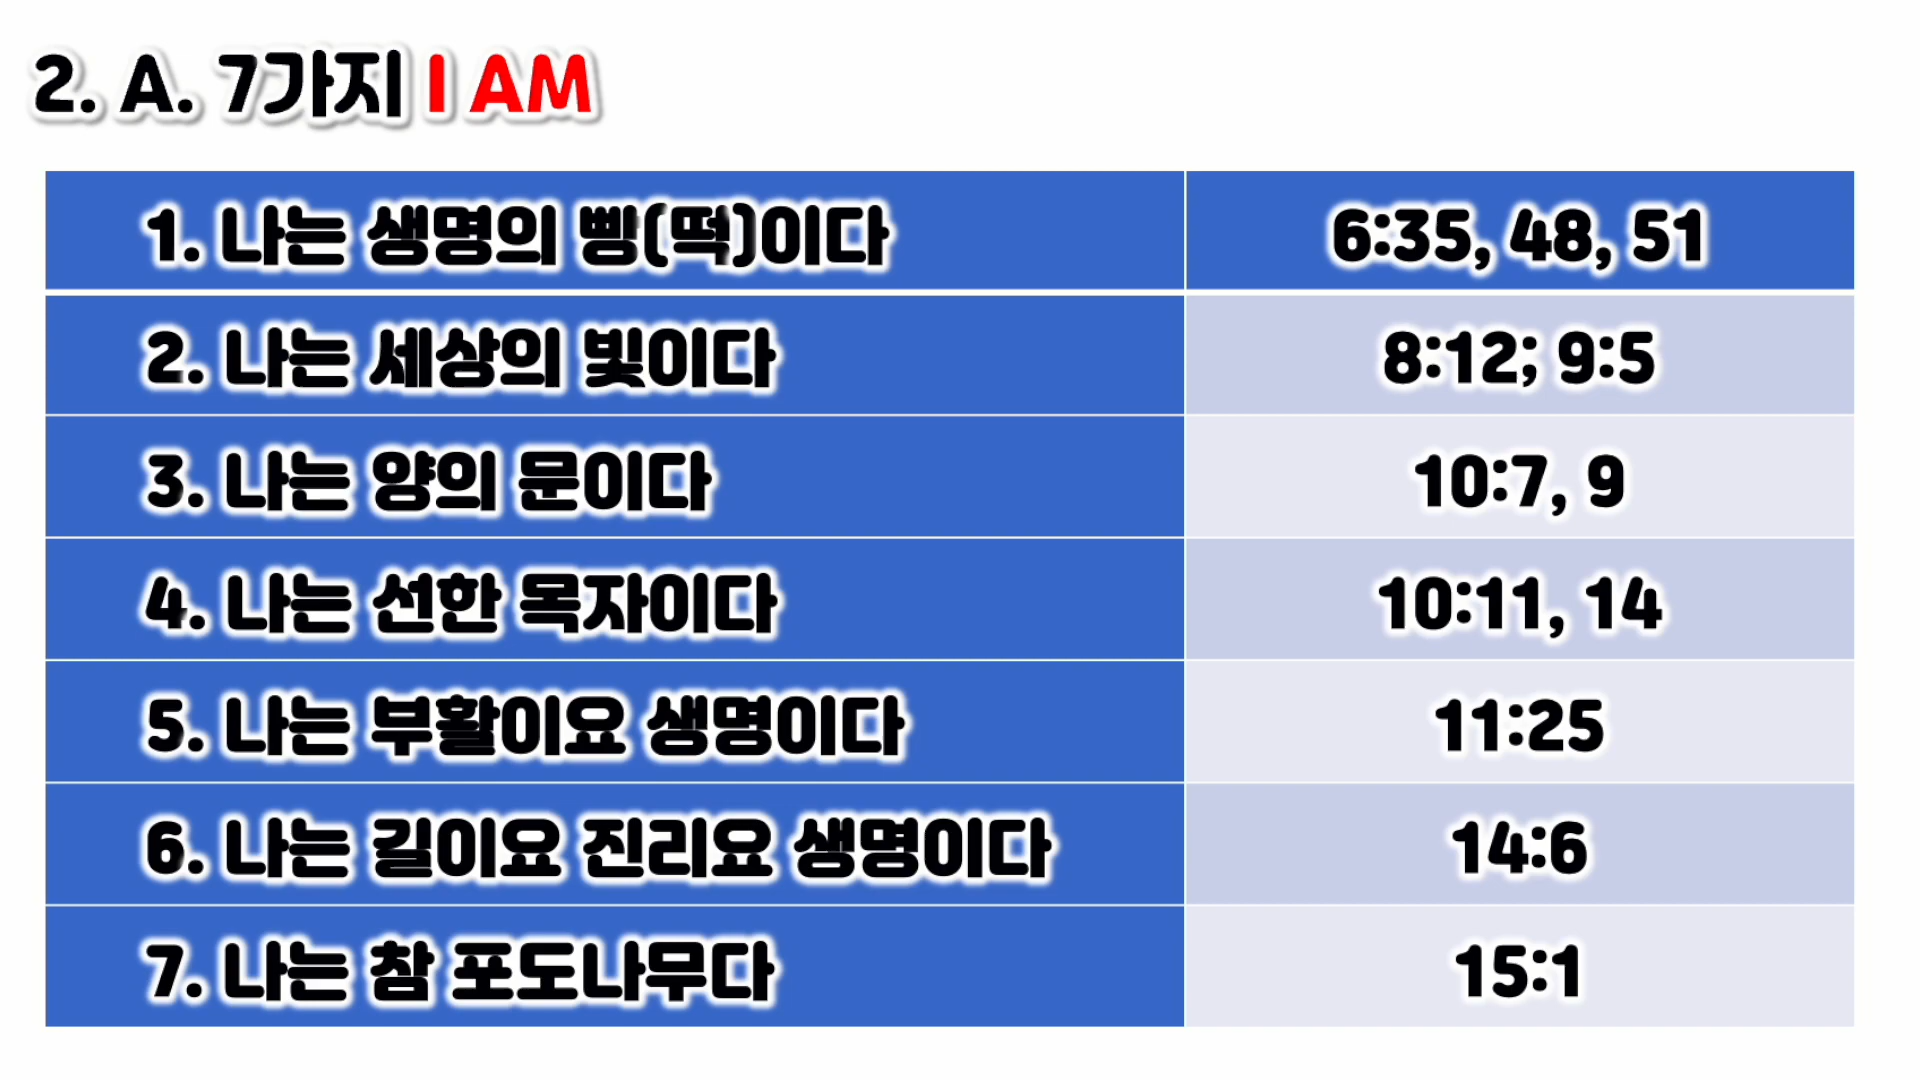 2. A. 7가지 I AM
1. 나는 생명의 빵(떡)이다 6:35, 48, 51
2. 나는 세상의 빛이다 8:12; 9:5
3. 나는 양의 문이다 10:7, 9
4. 나는 선한 목자이다 10:11, 14
5. 나는 부활이요 생명이다 11:25
6. 나는 길이요 진리요 생명이다 14:6
7. 나는 참 포도나무다 15:1